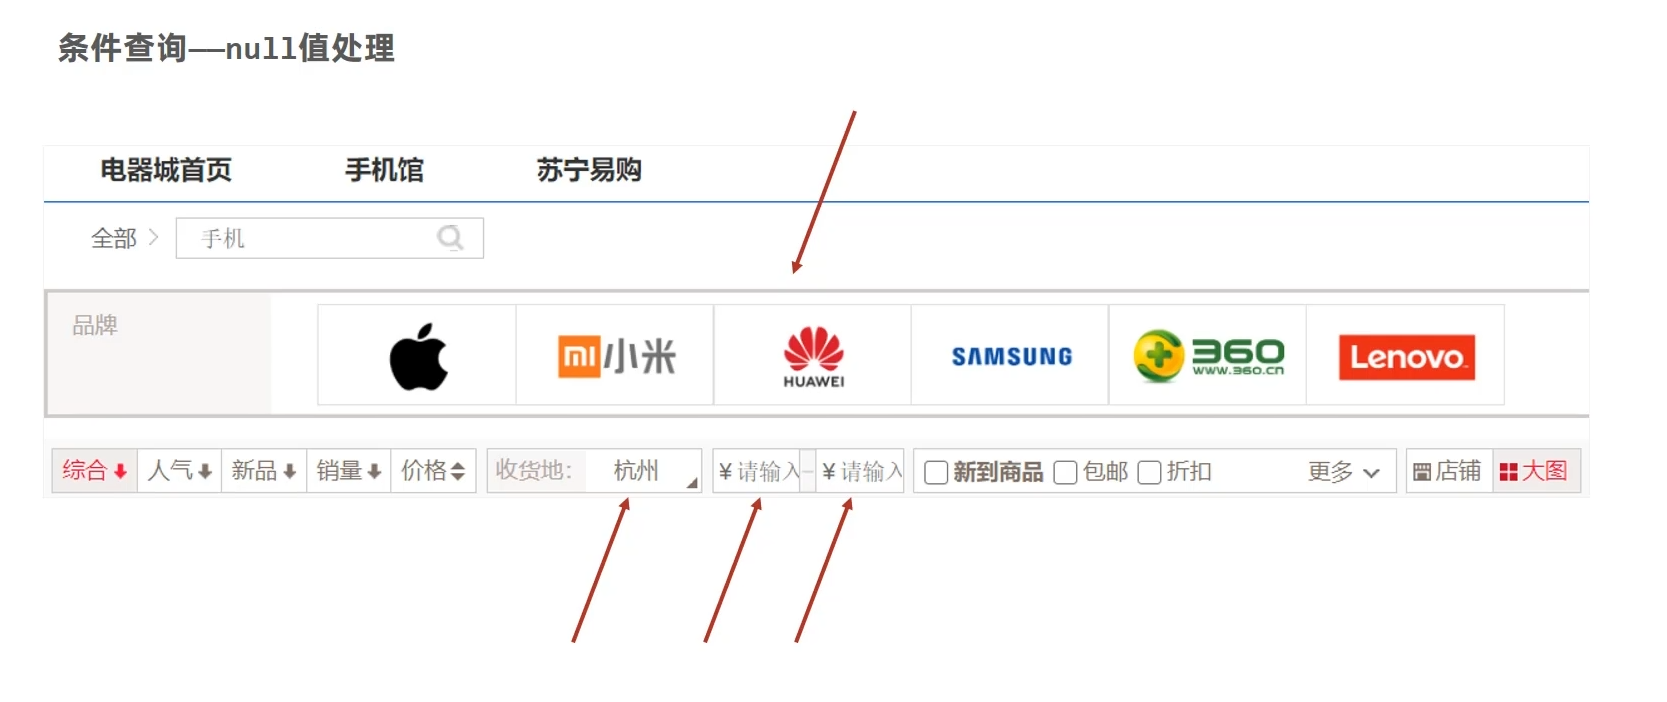 条件查询——null值处理
电器城首页 手机馆 苏宁易购
全部 手机
品牌
小米 HUAWEI SAMSUNG 360 Lenovo
www.360.cn
综合 人气 新品 销量 价格 收货地: 杭州 ¥ 请输入 - ¥ 请输入 新到商品 包邮 折扣 更多 店铺 大图